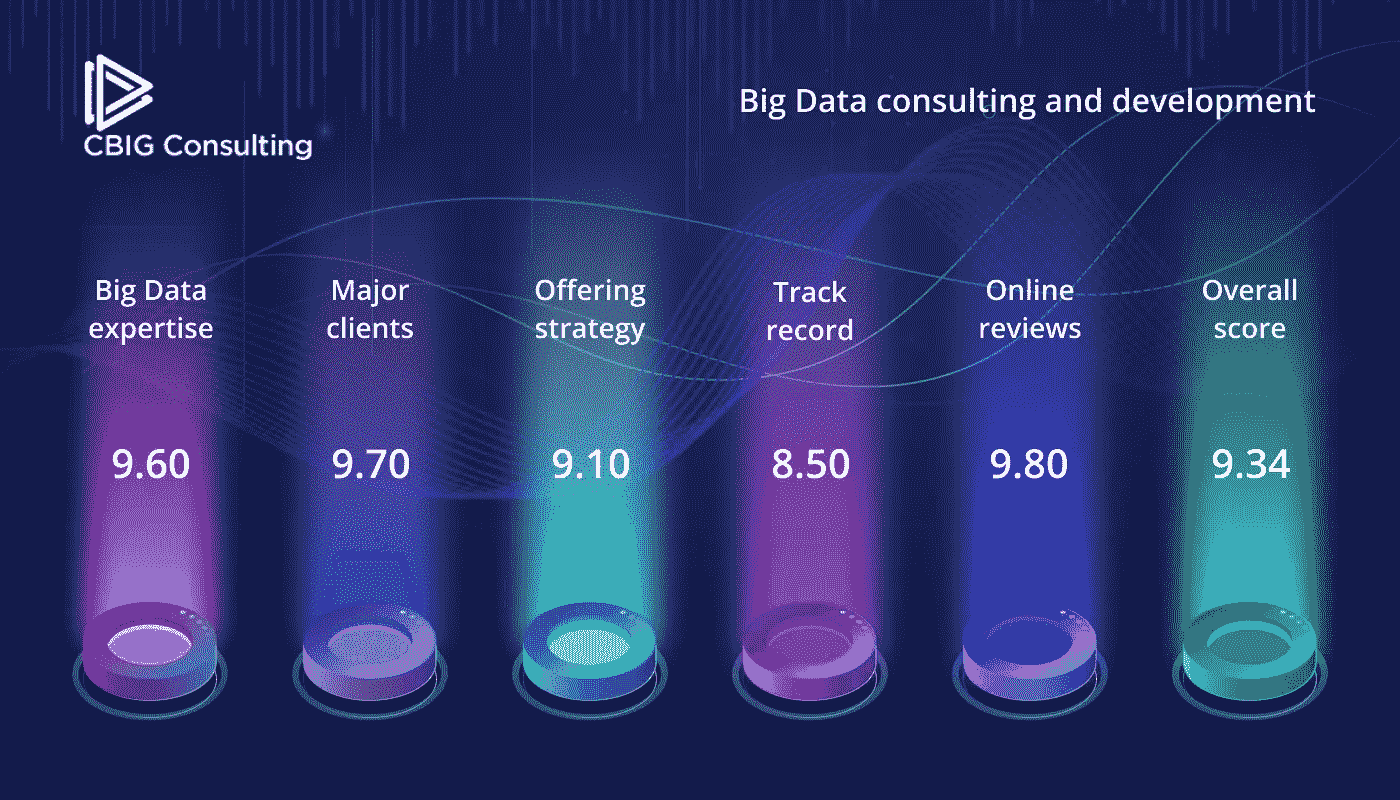 CBIG Consulting
Big Data consulting and development
Big Data
expertise
Major
clients
Offering
strategy
Track
record
Online
reviews
Overall
score
9.60
9.70
9.10
8.50
9.80
9.34